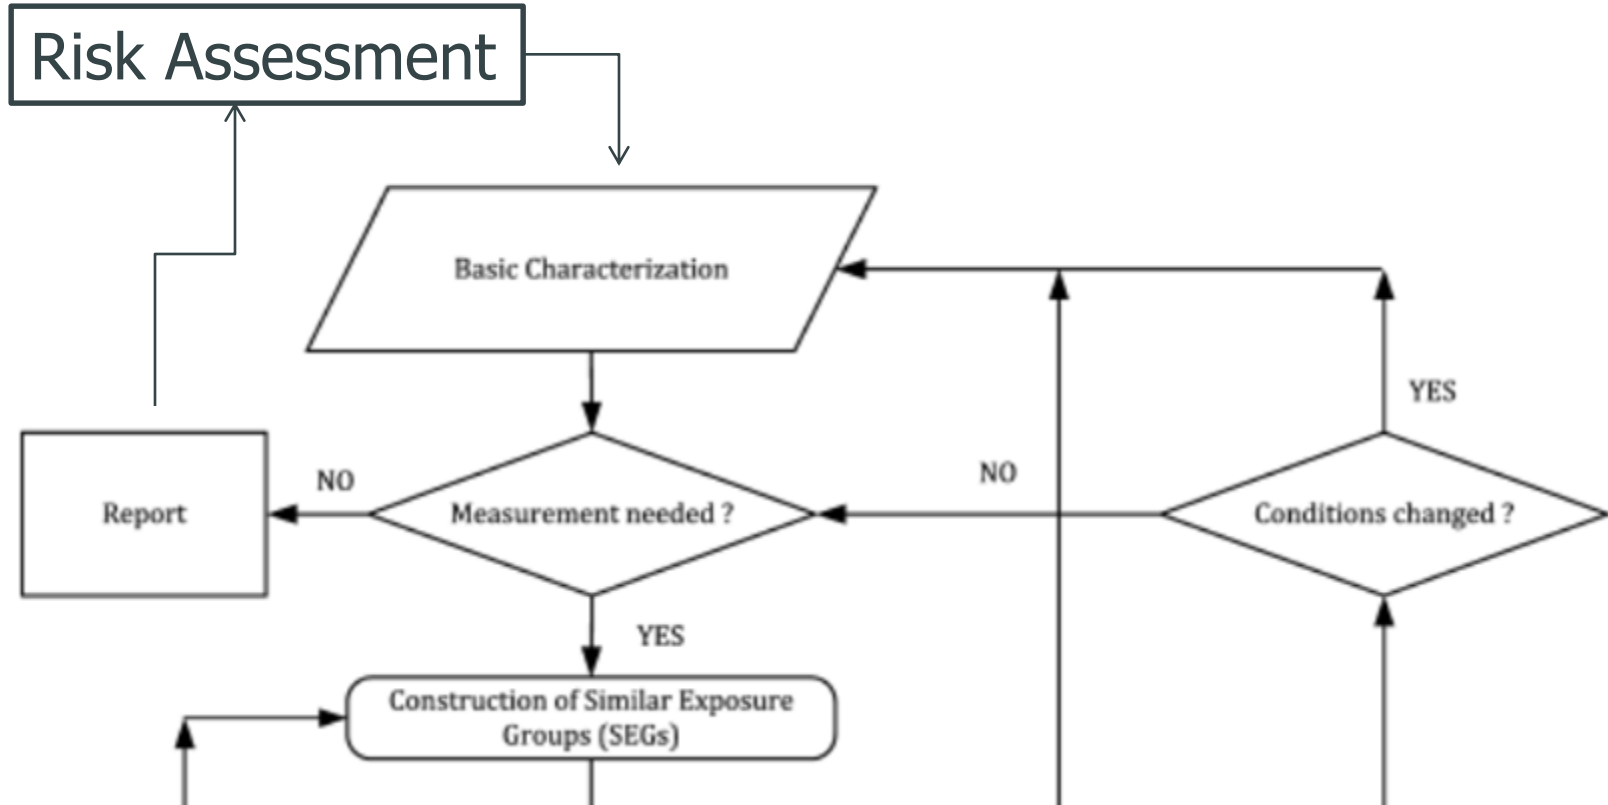 Risk Assessment
Basic Characterization
YES
NO
NO
Report
Measurement needed ?
Conditions changed ?
YES
Construction of Similar Exposure
Groups (SEGs)